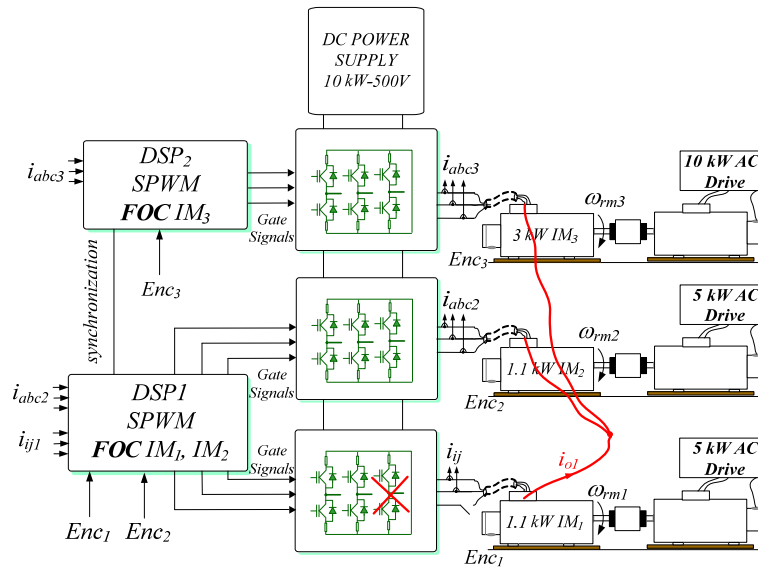 DC POWER
SUPPLY
10 kW-500V
DSP2
SPWM
FOC IM3
iabc3
Gate
Signals
Enc3
synchronization
iabc3
3 kW IM3
Enc3
ωrm3
10 kW AC
Drive
DSP1
SPWM
FOC IM1, IM2
iabc2
iij1
Enc1
Enc2
Gate
Signals
iabc2
1.1 kW IM2
Enc2
ωrm2
5 kW AC
Drive
Gate
Signals
iij
io1
1.1 kW IM1
Enc1
ωrm1
5 kW AC
Drive